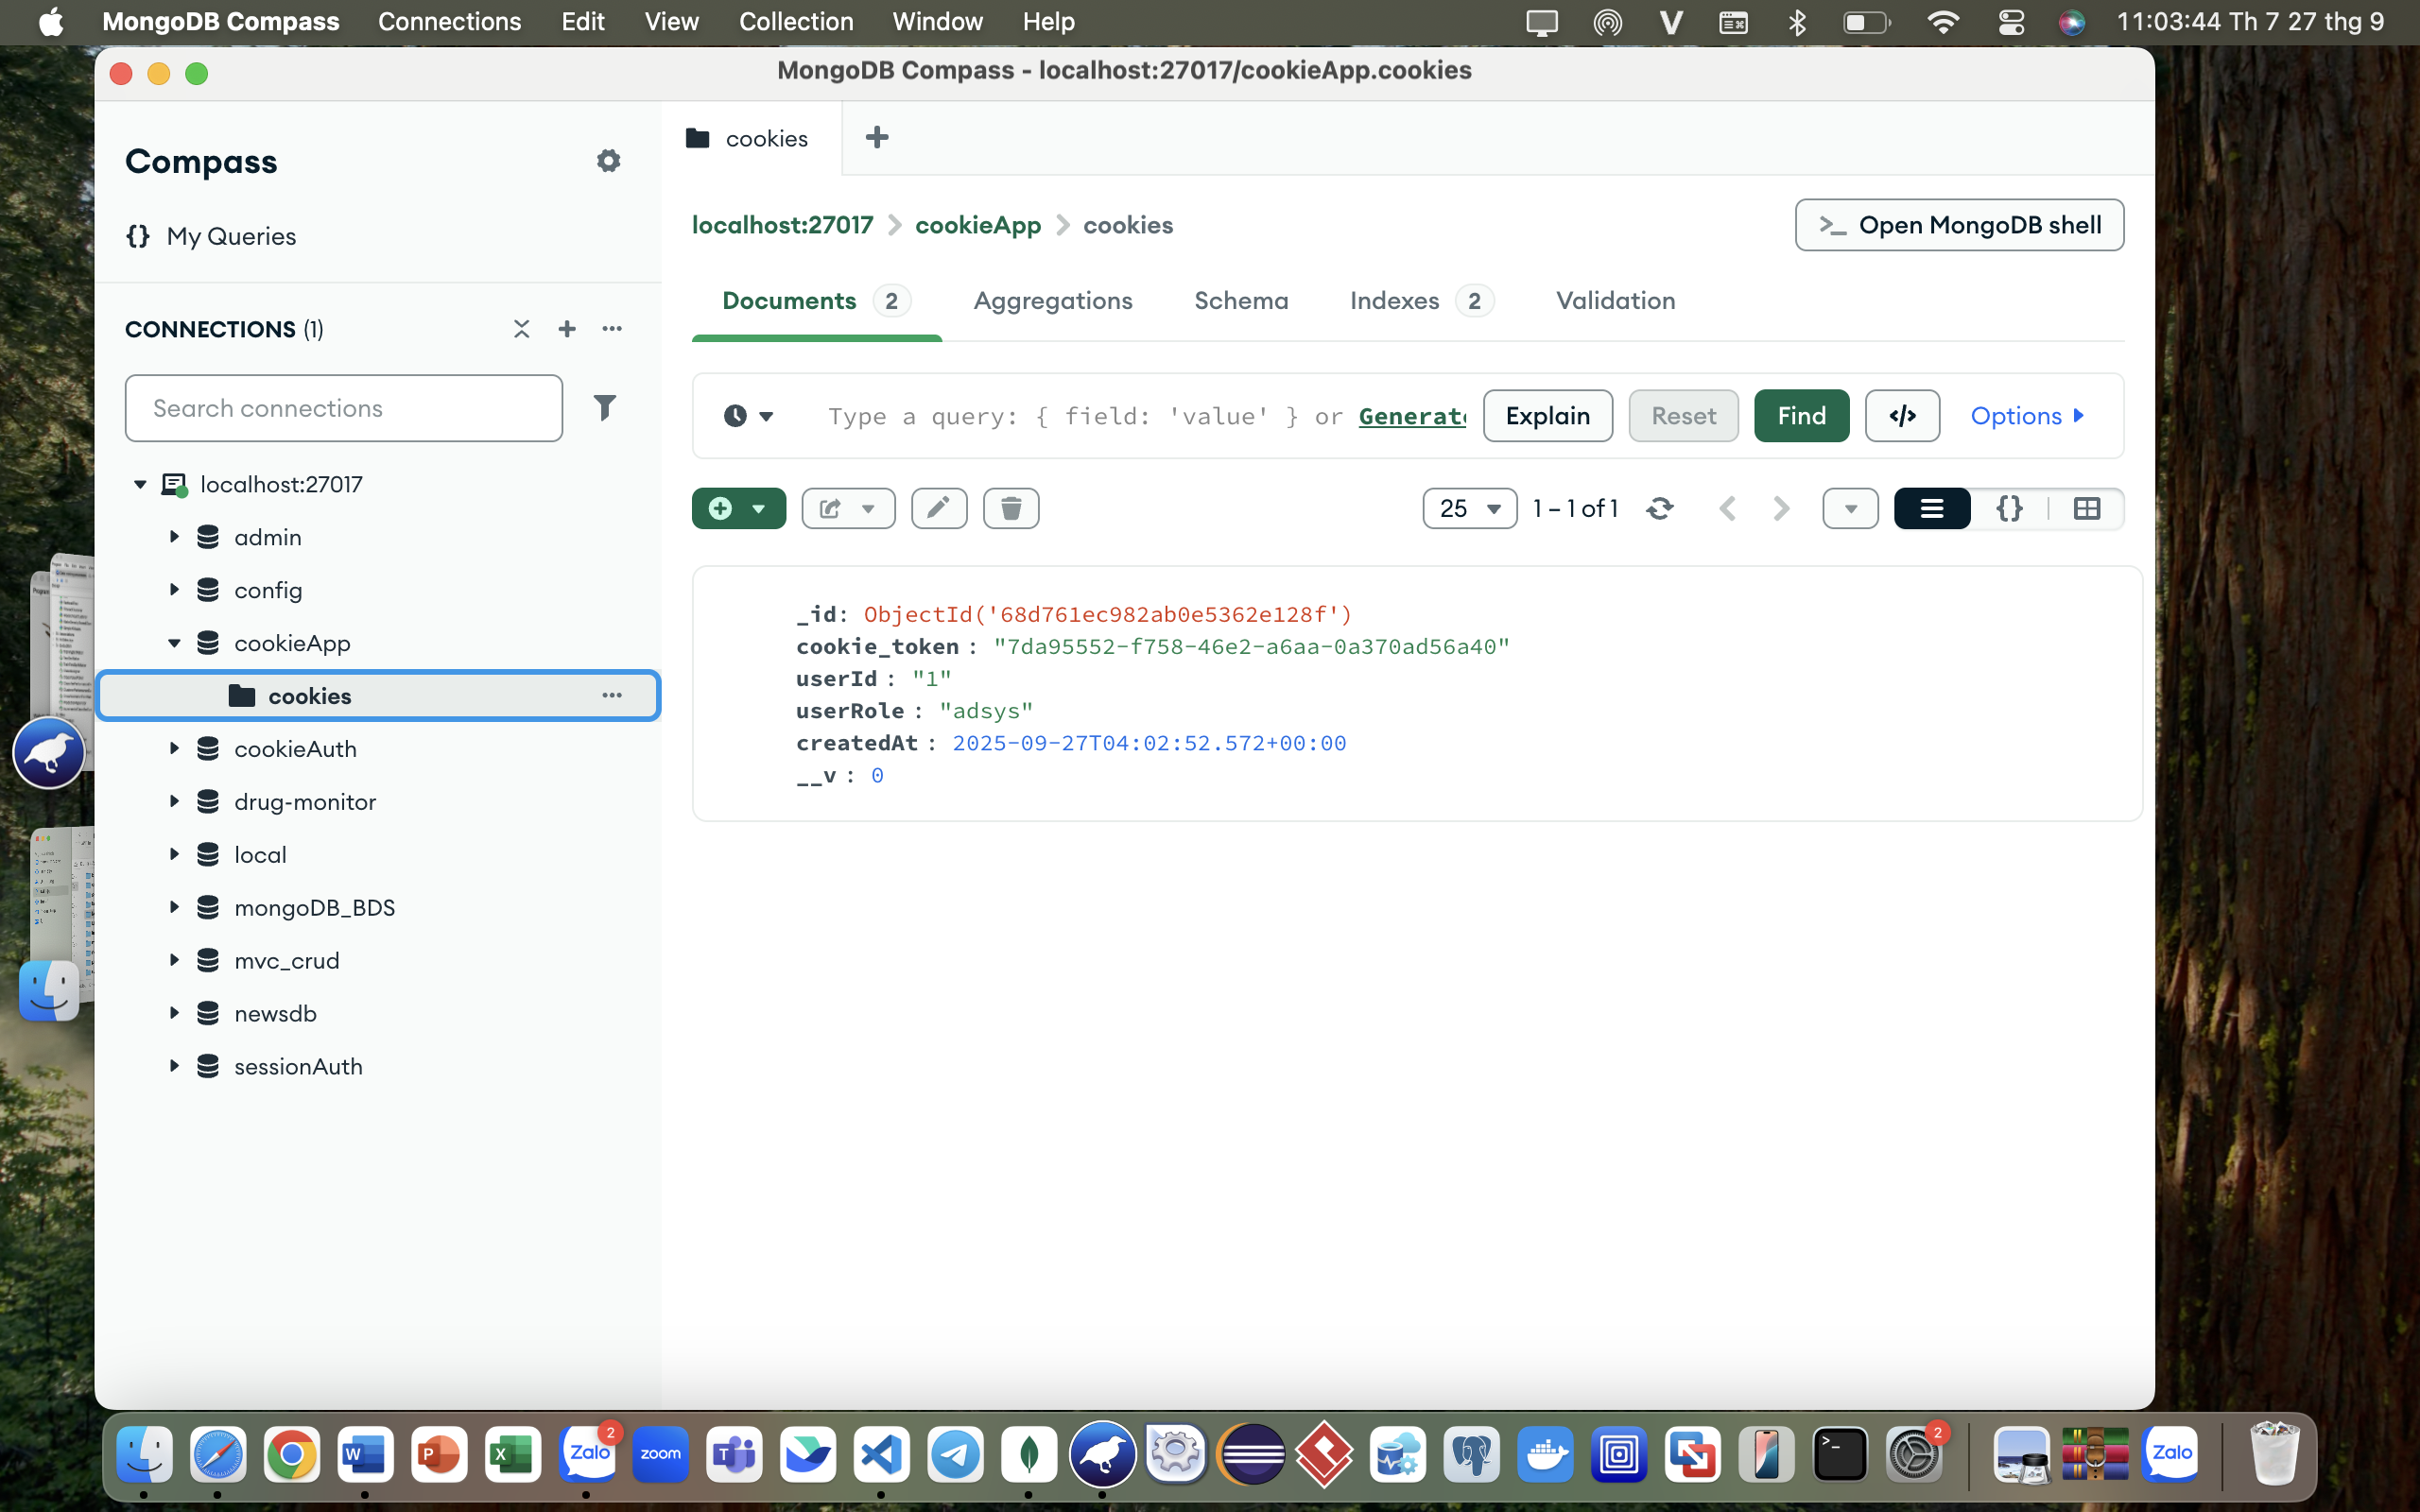 MongoDB Compass Connections Edit View Collection Window Help 11:03:44 Th 7 27 thg 9
MongoDB Compass - localhost:27017/cookieApp.cookies
Compass
My Queries
CONNECTIONS (1)
Search connections
localhost:27017
admin
config
cookieApp
cookies
cookieAuth
drug-monitor
local
mongoDB_BDS
mvc_crud
newsdb
sessionAuth
cookies
localhost:27017 cookieApp cookies
>_ Open MongoDB shell
Documents 2 Aggregations Schema Indexes 2 Validation
Type a query: { field: 'value' } or Generate Explain Reset Find </> Options
25 1 – 1 of 1
_id: ObjectId('68d761ec982ab0e5362e128f')
cookie_token : "7da95552-f758-46e2-a6aa-0a370ad56a40"
userId : "1"
userRole : "adsys"
createdAt : 2025-09-27T04:02:52.572+00:00
__v : 0
W P X Zalo 2 zoom T >_ 2 Zalo